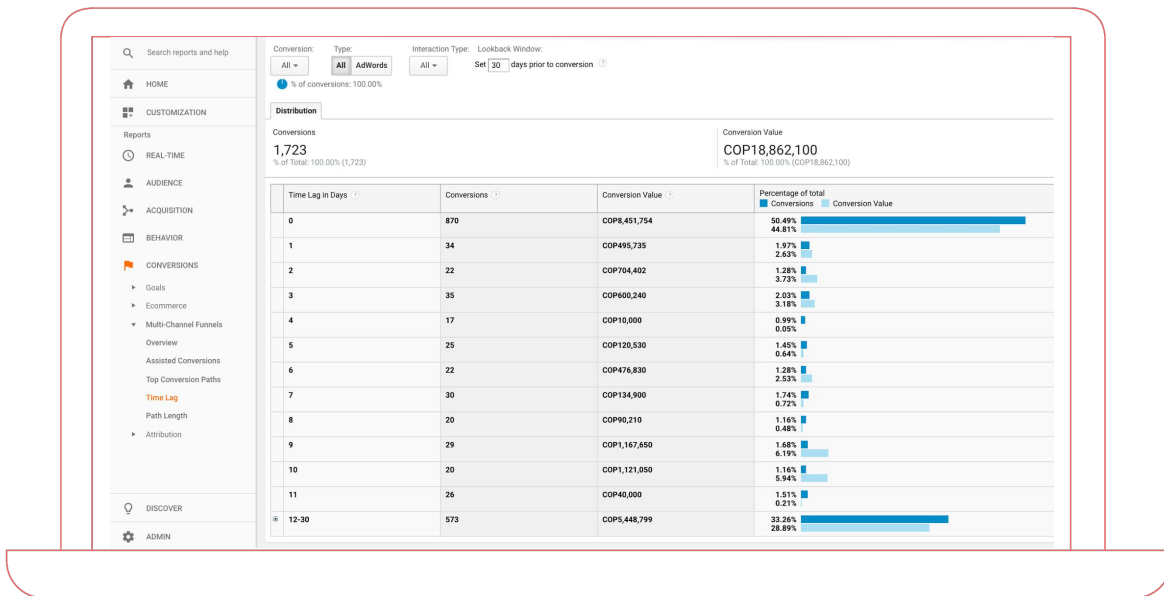 Search reports and help
HOME
CUSTOMIZATION
Reports
REAL-TIME
AUDIENCE
ACQUISITION
BEHAVIOR
CONVERSIONS
Goals
Ecommerce
Multi-Channel Funnels
Overview
Assisted Conversions
Top Conversion Paths
Time Lag
Path Length
Attribution
DISCOVER
ADMIN
Conversion: Type: Interaction Type: Lookback Window:
All All AdWords All Set 30 days prior to conversion ?
% of conversions: 100.00%
Distribution
Conversions
1,723
% of Total: 100.00% (1,723)
Conversion Value
COP18,862,100
% of Total: 100.00% (COP18,862,100)
Time Lag in Days ? Conversions ? Conversion Value ? Percentage of total
Conversions Conversion Value
0 870 COP8,451,754 50.49%
44.81%
1 34 COP495,735 1.97%
2.63%
2 22 COP704,402 1.28%
3.73%
3 35 COP600,240 2.03%
3.18%
4 17 COP10,000 0.99%
0.05%
5 25 COP120,530 1.45%
0.64%
6 22 COP476,830 1.28%
2.53%
7 30 COP134,900 1.74%
0.72%
8 20 COP90,210 1.16%
0.48%
9 29 COP1,167,650 1.68%
6.19%
10 20 COP1,121,050 1.16%
5.94%
11 26 COP40,000 1.51%
0.21%
12-30 573 COP5,448,799 33.26%
28.89%